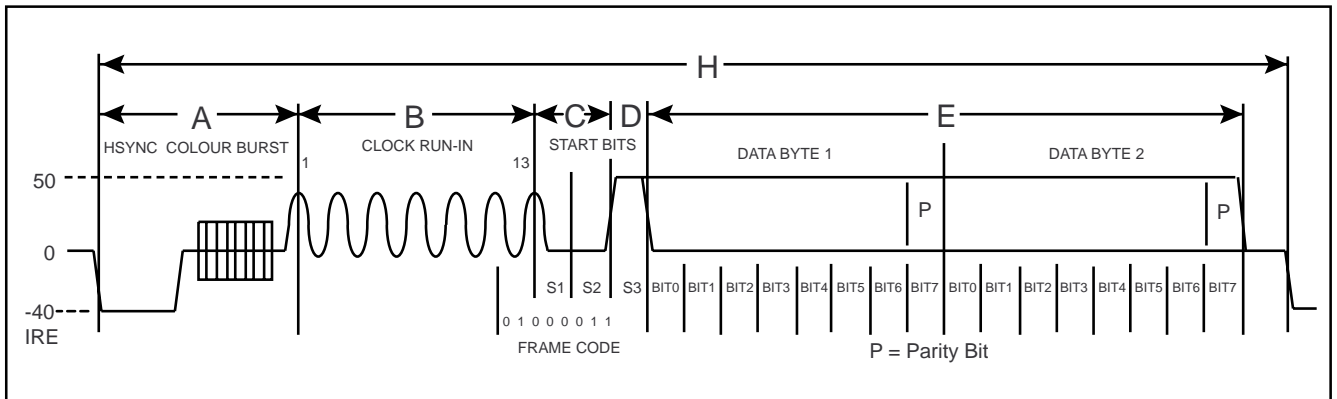 H
A B C D E
HSYNC COLOUR BURST CLOCK RUN-IN START BITS DATA BYTE 1 DATA BYTE 2
1 13
50
P P
0
S1 S2 S3 BIT0 BIT1 BIT2 BIT3 BIT4 BIT5 BIT6 BIT7 BIT0 BIT1 BIT2 BIT3 BIT4 BIT5 BIT6 BIT7
-40
0 1 0 0 0 0 1 1
IRE
FRAME CODE
P = Parity Bit